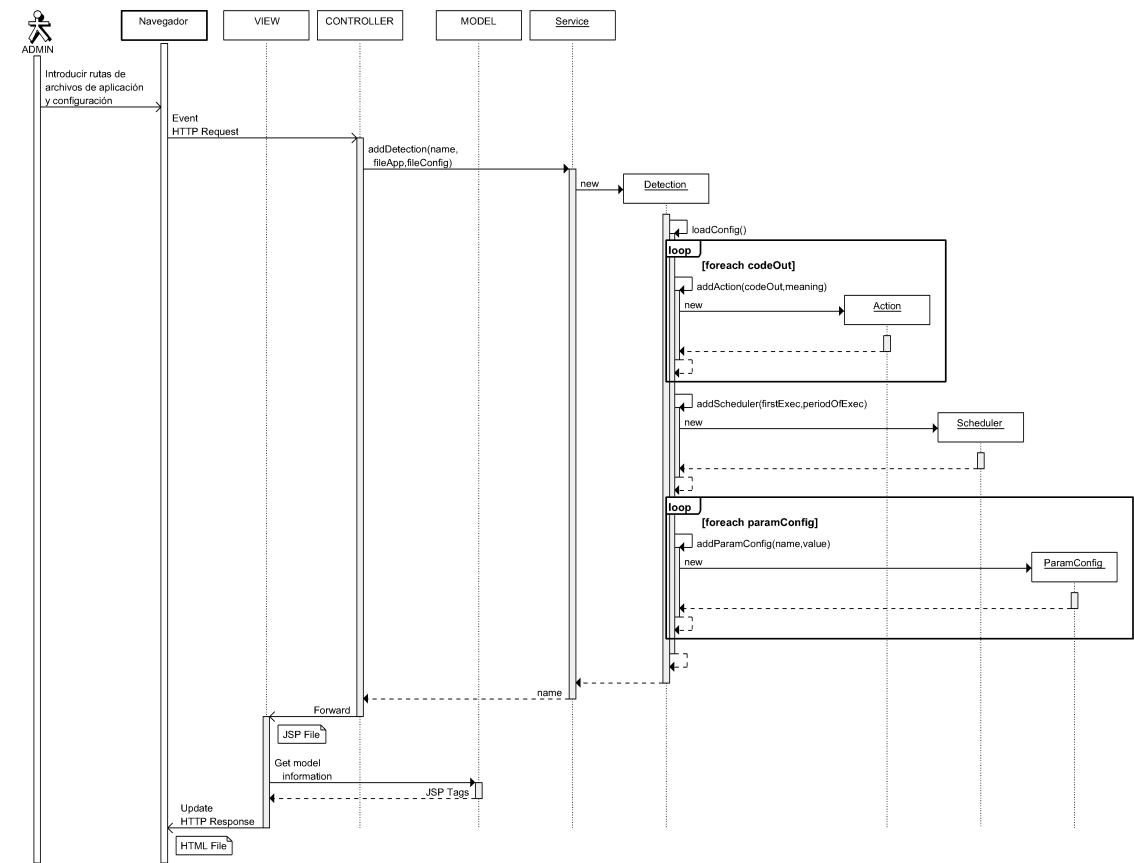 Navegador
VIEW
CONTROLLER
MODEL
Service
ADMIN
Introducir rutas de
archivos de aplicación
y configuración
Event
HTTP Request
addDetection(name,
fileApp,fileConfig)
new
Detection
loadConfig()
loop
[foreach codeOut]
addAction(codeOut,meaning)
new
Action
addScheduler(firstExec,periodOfExec)
new
Scheduler
loop
[foreach paramConfig]
addParamConfig(name,value)
new
ParamConfig
name
Forward
JSP File
Get model
information
JSP Tags
Update
HTTP Response
HTML File